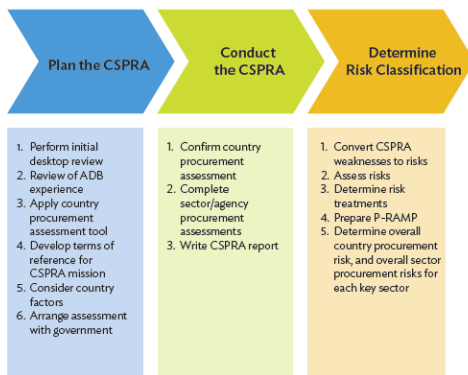 Plan the CSPRA
Conduct
the CSPRA
Determine
Risk Classification
1. Perform initial
desktop review
2. Review of ADB
experience
3. Apply country
procurement
assessment tool
4. Develop terms of
reference for
CSPRA mission
5. Consider country
factors
6. Arrange assessment
with government
1. Confirm country
procurement
assessment
2. Complete
sector/agency
procurement
assessments
3. Write CSPRA report
1. Convert CSPRA
weaknesses to risks
2. Assess risks
3. Determine risk
treatments
4. Prepare P-RAMP
5. Determine overall
country procurement
risk, and overall sector
procurement risks for
each key sector